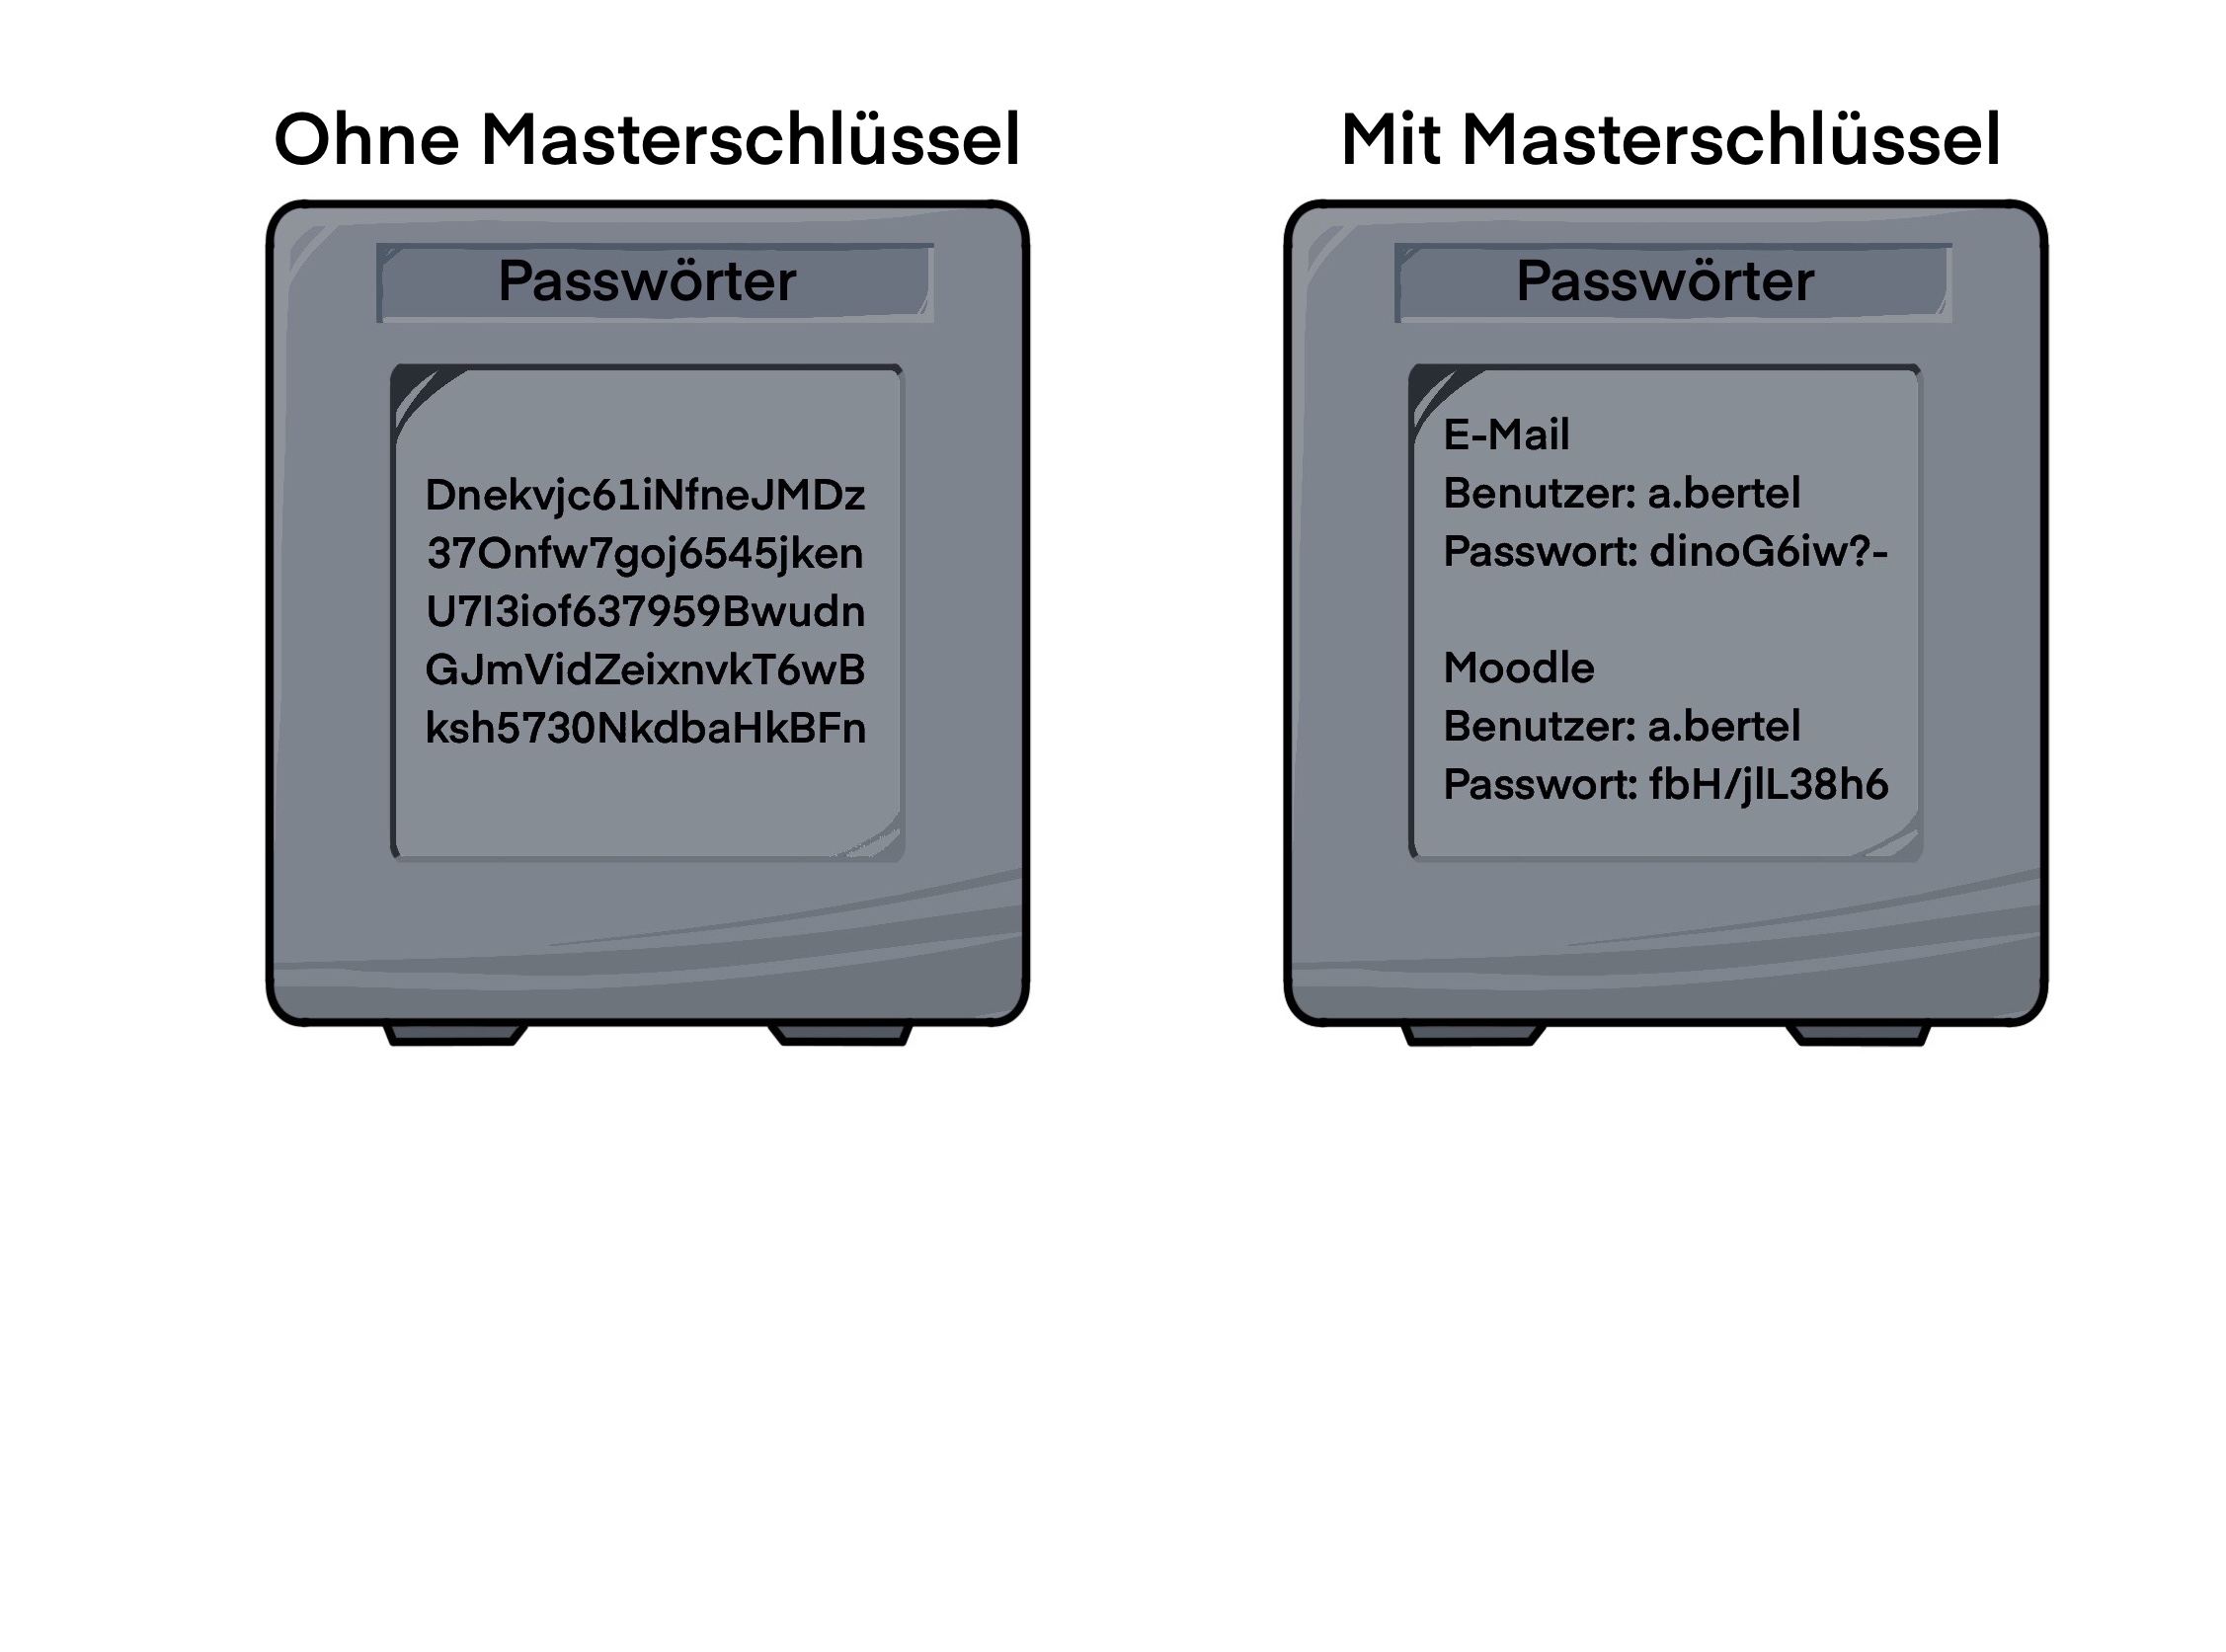 Ohne Masterschlüssel
Passwörter
Dnekvjc61iNfneJMDz
37Onfw7goj6545jken
U7I3iof637959Bwudn
GJmVidZeixnvkT6wB
ksh5730NkdbaHkBFn
Mit Masterschlüssel
Passwörter
E-Mail
Benutzer: a.bertel
Passwort: dinoG6iw?-
Moodle
Benutzer: a.bertel
Passwort: fbH/jlL38h6